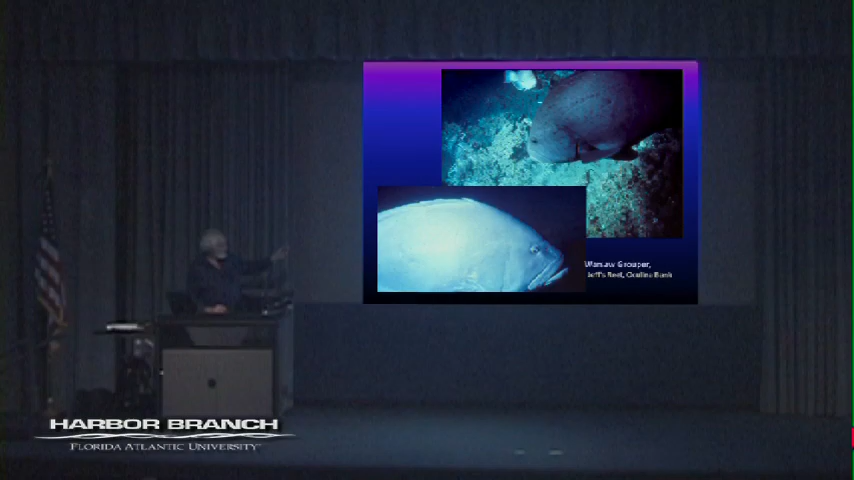 Warsaw Grouper,
Jeff's Reef, Oculina Bank
HARBOR BRANCH
FLORIDA ATLANTIC UNIVERSITY